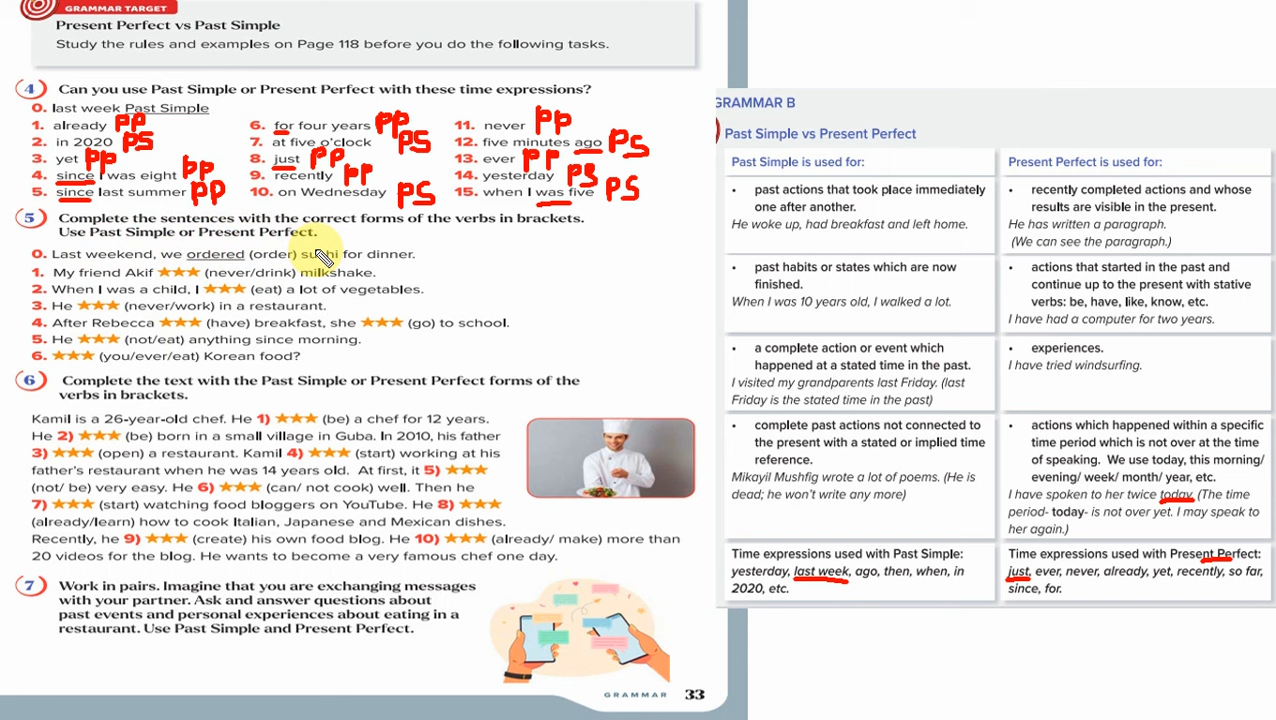 GRAMMAR TARGET
Present Perfect vs Past Simple
Study the rules and examples on Page 118 before you do the following tasks.
4 Can you use Past Simple or Present Perfect with these time expressions?
0. last week Past Simple
1. already pp
2. in 2020 PS
3. yet pp
4. since I was eight pp
5. since last summer pp
6. for four years pp
7. at five o'clock PS
8. just pp
9. recently pp
10. on Wednesday PS
11. never pp
12. five minutes ago PS
13. ever pp
14. yesterday PS
15. when I was five PS
5 Complete the sentences with the correct forms of the verbs in brackets.
Use Past Simple or Present Perfect.
0. Last weekend, we ordered (order) sushi for dinner.
1. My friend Akif ★★★ (never/drink) milkshake.
2. When I was a child, I ★★★ (eat) a lot of vegetables.
3. He ★★★ (never/work) in a restaurant.
4. After Rebecca ★★★ (have) breakfast, she ★★★ (go) to school.
5. He ★★★ (not/eat) anything since morning.
6. ★★★ (you/ever/eat) Korean food?
6 Complete the text with the Past Simple or Present Perfect forms of the
verbs in brackets.
Kamil is a 26-year-old chef. He 1) ★★★ (be) a chef for 12 years.
He 2) ★★★ (be) born in a small village in Guba. In 2010, his father
3) ★★★ (open) a restaurant. Kamil 4) ★★★ (start) working at his
father's restaurant when he was 14 years old. At first, it 5) ★★★
(not/ be) very easy. He 6) ★★★ (can/ not cook) well. Then he
7) ★★★ (start) watching food bloggers on YouTube. He 8) ★★★
(already/learn) how to cook Italian, Japanese and Mexican dishes.
Recently, he 9) ★★★ (create) his own food blog. He 10) ★★★ (already/ make) more than
20 videos for the blog. He wants to become a very famous chef one day.
7 Work in pairs. Imagine that you are exchanging messages
with your partner. Ask and answer questions about
past events and personal experiences about eating in a
restaurant. Use Past Simple and Present Perfect.
GRAMMAR 33
GRAMMAR B
Past Simple vs Present Perfect
Past Simple is used for:
• past actions that took place immediately
one after another.
He woke up, had breakfast and left home.
• past habits or states which are now
finished.
When I was 10 years old, I walked a lot.
• a complete action or event which
happened at a stated time in the past.
I visited my grandparents last Friday. (last
Friday is the stated time in the past)
• complete past actions not connected to
the present with a stated or implied time
reference.
Mikayil Mushfig wrote a lot of poems. (He is
dead; he won't write any more)
Time expressions used with Past Simple:
yesterday, last week, ago, then, when, in
2020, etc.
Present Perfect is used for:
• recently completed actions and whose
results are visible in the present.
He has written a paragraph.
(We can see the paragraph.)
• actions that started in the past and
continue up to the present with stative
verbs: be, have, like, know, etc.
I have had a computer for two years.
• experiences.
I have tried windsurfing.
• actions which happened within a specific
time period which is not over at the time
of speaking. We use today, this morning/
evening/ week/ month/ year, etc.
I have spoken to her twice today. (The time
period- today- is not over yet. I may speak to
her again.)
Time expressions used with Present Perfect:
just, ever, never, already, yet, recently, so far,
since, for.